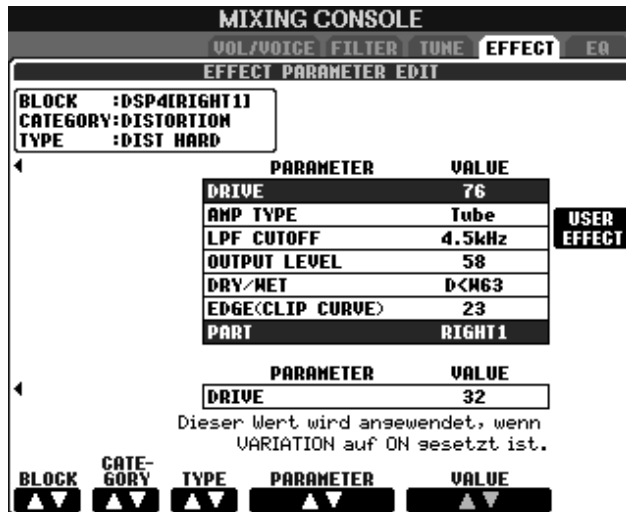 MIXING CONSOLE
VOL/VOICE FILTER TUNE EFFECT EQ
EFFECT PARAMETER EDIT
BLOCK :DSP4[RIGHT1]
CATEGORY:DISTORTION
TYPE :DIST HARD
PARAMETER VALUE
DRIVE 76
AMP TYPE Tube
LPF CUTOFF 4.5kHz
OUTPUT LEVEL 58
DRY/WET D<W63
EDGE(CLIP CURVE) 23
PART RIGHT1
USER
EFFECT
PARAMETER VALUE
DRIVE 32
Dieser Wert wird angewendet, wenn
VARIATION auf ON gesetzt ist.
BLOCK CATE-
GORY TYPE PARAMETER VALUE